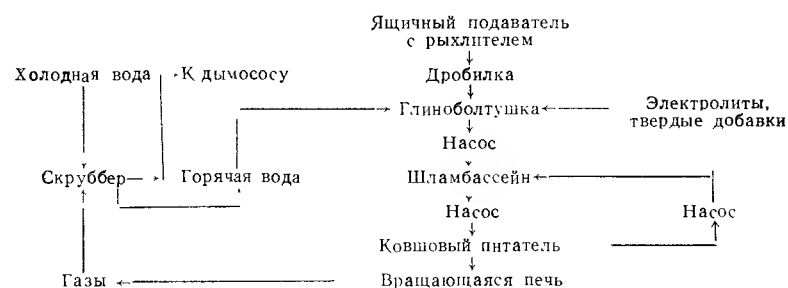 Ящичный подаватель
с рыхлителем
Холодная вода
К дымососу
Дробилка
Глиноболтушка
Электролиты,
твердые добавки
Насос
Скруббер
Горячая вода
Шламбассейн
Насос
Насос
Ковшовый питатель
Газы
Вращающаяся печь